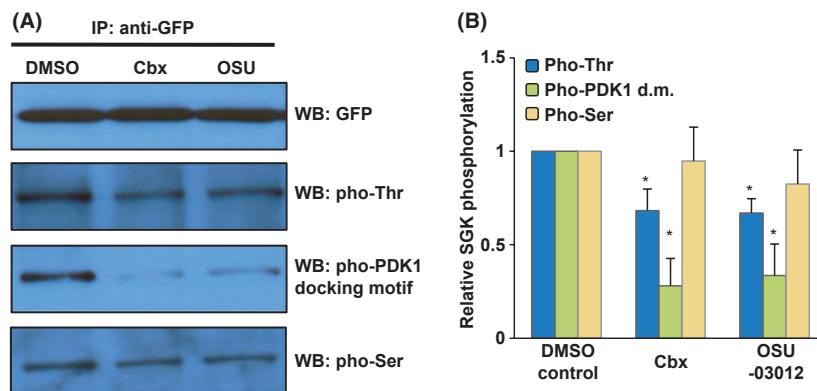 (A)
IP: anti-GFP
DMSO Cbx OSU
WB: GFP
WB: pho-Thr
WB: pho-PDK1
docking motif
WB: pho-Ser
(B)
Relative SGK phosphorylation
1.5
1
0.5
0
Pho-Thr
Pho-PDK1 d.m.
Pho-Ser
* * * *
DMSO
control
Cbx
OSU
-03012